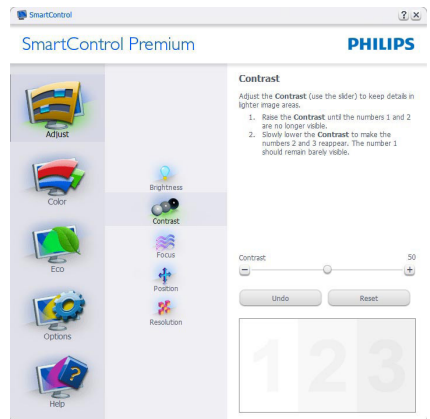 SmartControl
SmartControl Premium
PHILIPS
Adjust
Color
Eco
Options
Help
Brightness
Contrast
Focus
Position
Resolution
Contrast
Adjust the Contrast (use the slider) to keep details in
lighter image areas.
1. Raise the Contrast until the numbers 1 and 2
are no longer visible.
2. Slowly lower the Contrast to make the
numbers 2 and 3 reappear. The number 1
should remain barely visible.
Contrast 50
Undo Reset
1 2 3